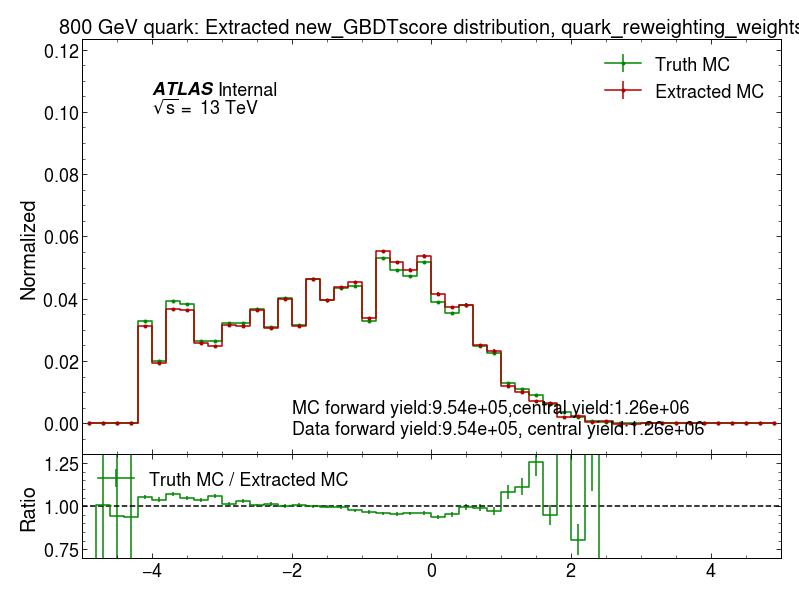 800 GeV quark: Extracted new_GBDTscore distribution, quark_reweighting_weights
0.12
0.10
0.08
0.06
0.04
0.02
0.00
Normalized
ATLAS Internal
√s = 13 TeV
Truth MC
Extracted MC
MC forward yield:9.54e+05,central yield:1.26e+06
Data forward yield:9.54e+05, central yield:1.26e+06
1.25
1.00
0.75
Ratio
Truth MC / Extracted MC
−4
−2
0
2
4